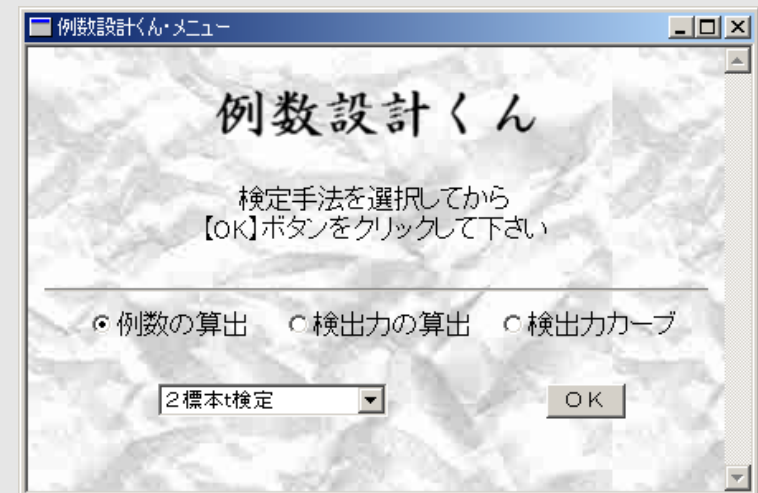 例数設計くん・メニュー
例数設計くん
検定手法を選択してから
【OK】ボタンをクリックして下さい
例数の算出 検出力の算出 検出力カーブ
2標本t検定 OK